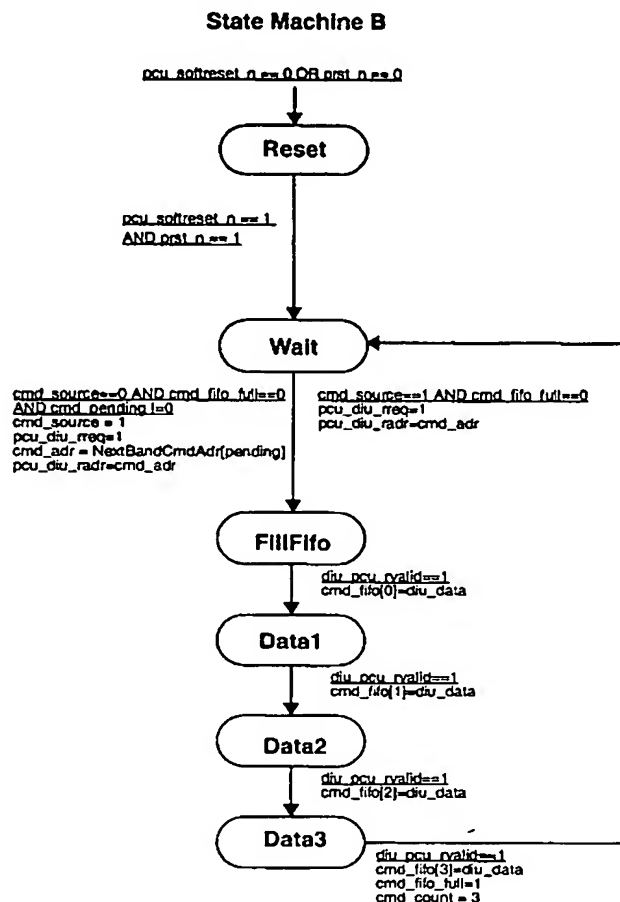 State Machine B
pcu_softreset_n == 0 OR prst_n == 0
Reset
pcu_softreset_n == 1
AND prst_n == 1
Wait
cmd_source==0 AND cmd_fifo_full==0
AND cmd_pending !=0
cmd_source = 1
pcu_diu_rreq=1
cmd_adr = NextBandCmdAdr[pending]
pcu_diu_radr=cmd_adr
cmd_source==1 AND cmd_fifo_full==0
pcu_diu_rreq=1
pcu_diu_radr=cmd_adr
FillFifo
diu_pcu_rvalid==1
cmd_fifo[0]=diu_data
Data1
diu_pcu_rvalid==1
cmd_fifo[1]=diu_data
Data2
diu_pcu_rvalid==1
cmd_fifo[2]=diu_data
Data3
diu_pcu_rvalid==1
cmd_fifo[3]=diu_data
cmd_fifo_full=1
cmd_count = 3